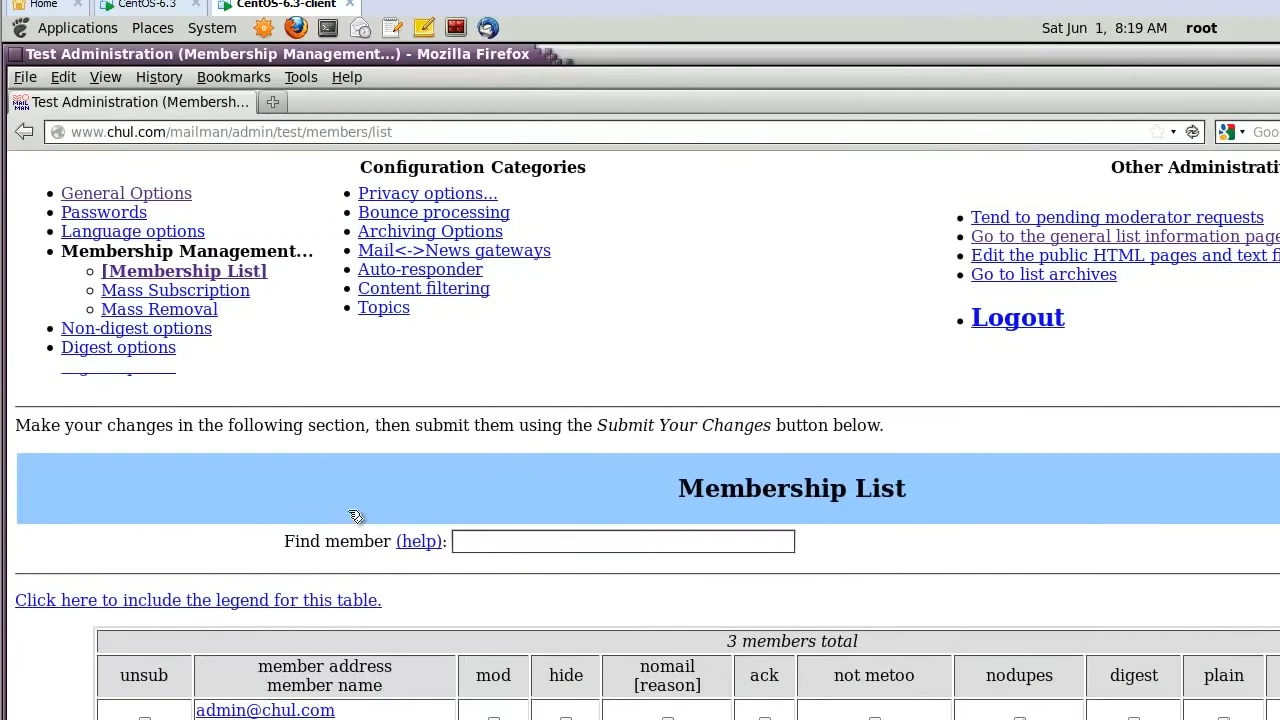 Home CentOS-6.3 CentOS-6.3-client
Applications Places System Sat Jun 1, 8:19 AM root
Test Administration (Membership Management...) - Mozilla Firefox
File Edit View History Bookmarks Tools Help
Test Administration (Membersh...
www.chul.com/mailman/admin/test/members/list Goo
Configuration Categories Other Administrati
General Options
Passwords
Language options
Membership Management...
[Membership List]
Mass Subscription
Mass Removal
Non-digest options
Digest options
Privacy options...
Bounce processing
Archiving Options
Mail<->News gateways
Auto-responder
Content filtering
Topics
Tend to pending moderator requests
Go to the general list information page
Edit the public HTML pages and text fi
Go to list archives
Logout
Make your changes in the following section, then submit them using the Submit Your Changes button below.
Membership List
Find member (help):
Click here to include the legend for this table.
3 members total
unsub member address member name mod hide nomail [reason] ack not metoo nodupes digest plain
admin@chul.com